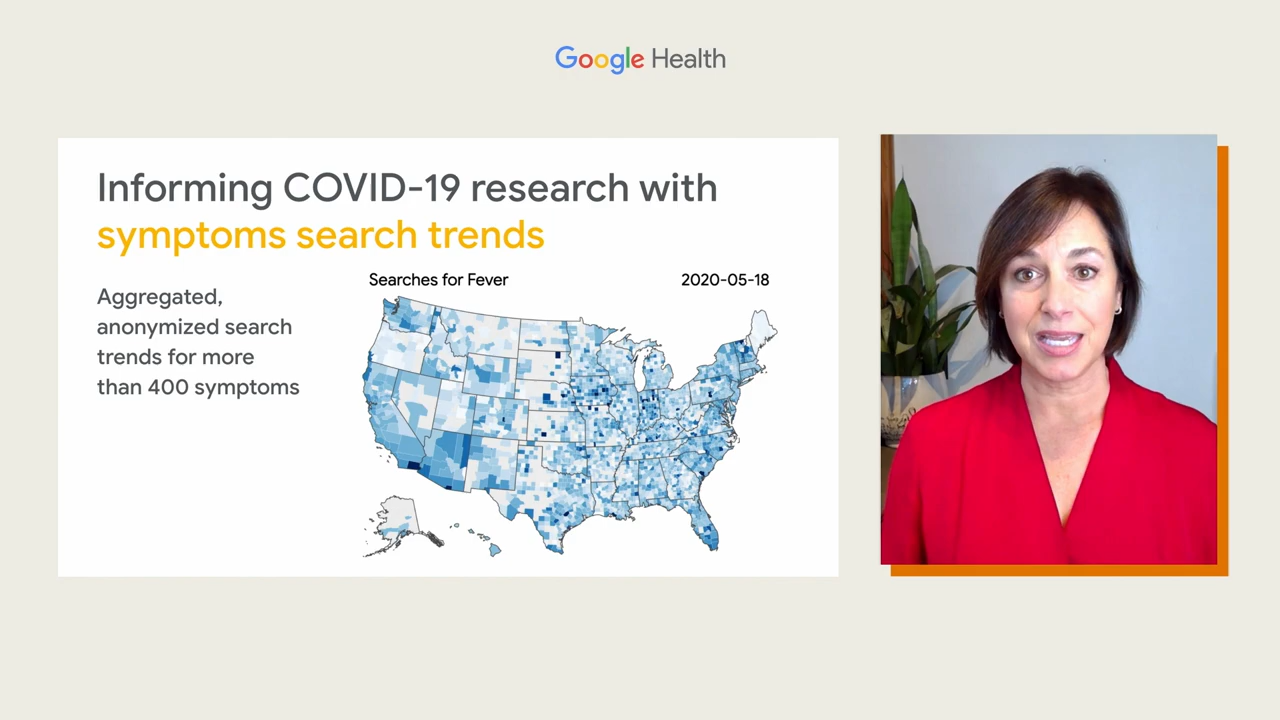 Google Health
Informing COVID-19 research with
symptoms search trends
Searches for Fever
2020-05-18
Aggregated,
anonymized search
trends for more
than 400 symptoms